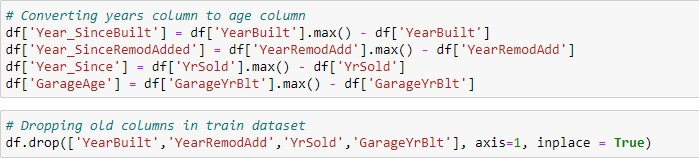 # Converting years column to age column
df['Year_SinceBuilt'] = df['YearBuilt'].max() - df['YearBuilt']
df['Year_SinceRemodAdded'] = df['YearRemodAdd'].max() - df['YearRemodAdd']
df['Year_Since'] = df['YrSold'].max() - df['YrSold']
df['GarageAge'] = df['GarageYrBlt'].max() - df['GarageYrBlt']
# Dropping old columns in train dataset
df.drop(['YearBuilt','YearRemodAdd','YrSold','GarageYrBlt'], axis=1, inplace = True)